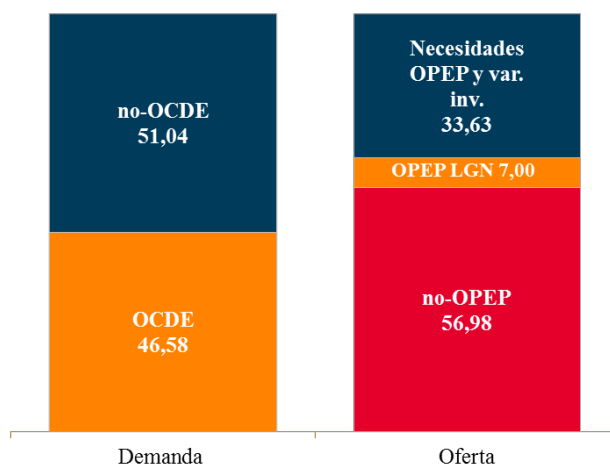 no-OCDE
51,04
OCDE
46,58
Necesidades
OPEP y var.
inv.
33,63
OPEP LGN 7,00
no-OPEP
56,98
Demanda
Oferta